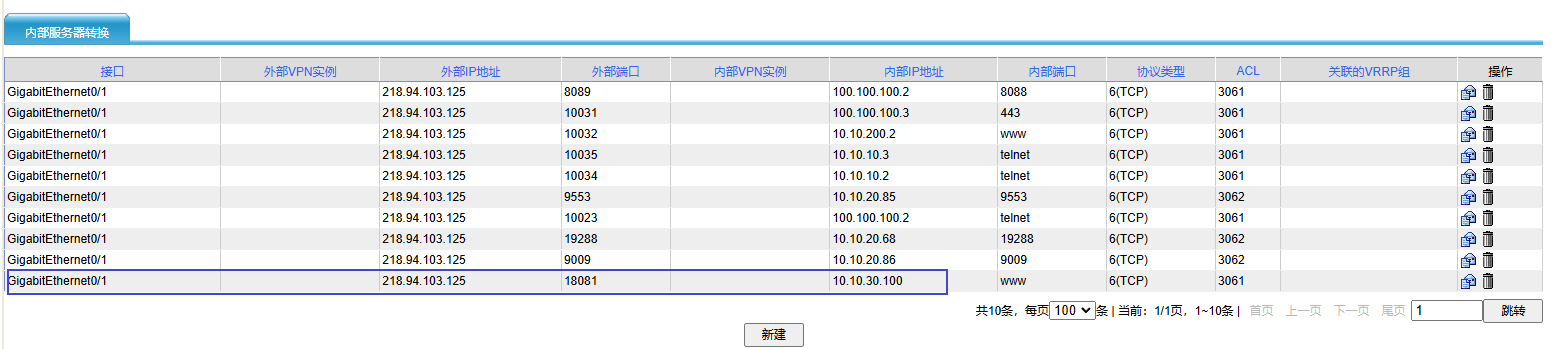 内部服务器转换
接口 外部VPN实例 外部IP地址 外部端口 内部VPN实例 内部IP地址 内部端口 协议类型 ACL 关联的VRRP组 操作
GigabitEthernet0/1 218.94.103.125 8089 100.100.100.2 8088 6(TCP) 3061
GigabitEthernet0/1 218.94.103.125 10031 100.100.100.3 443 6(TCP) 3061
GigabitEthernet0/1 218.94.103.125 10032 10.10.200.2 www 6(TCP) 3061
GigabitEthernet0/1 218.94.103.125 10035 10.10.10.3 telnet 6(TCP) 3061
GigabitEthernet0/1 218.94.103.125 10034 10.10.10.2 telnet 6(TCP) 3061
GigabitEthernet0/1 218.94.103.125 9553 10.10.20.85 9553 6(TCP) 3062
GigabitEthernet0/1 218.94.103.125 10023 100.100.100.2 telnet 6(TCP) 3061
GigabitEthernet0/1 218.94.103.125 19288 10.10.20.68 19288 6(TCP) 3062
GigabitEthernet0/1 218.94.103.125 9009 10.10.20.86 9009 6(TCP) 3062
GigabitEthernet0/1 218.94.103.125 18081 10.10.30.100 www 6(TCP) 3061
共10条，每页100条 | 当前：1/1页，1~10条 | 首页 上一页 下一页 尾页 1 跳转
新建